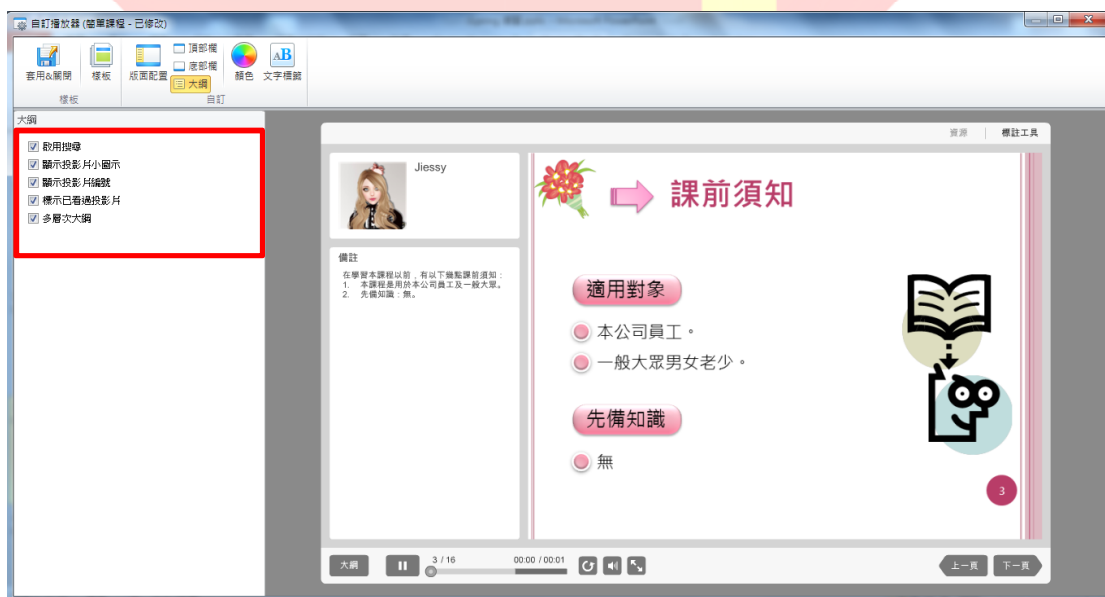 自訂播放器 (簡單課程 - 已修改)
套用&關閉
樣板
版面配置
頂部欄
底部欄
大綱
顏色
文字標籤
樣板
自訂
大綱
啟用搜尋
顯示投影片小圖示
顯示投影片編號
標示已看過投影片
多層次大綱
資源
標註工具
Jiessy
備註
在學習本課程以前，有以下幾點課前須知：
1. 本課程是用於本公司員工及一般大眾。
2. 先備知識：無。
課前須知
適用對象
本公司員工。
一般大眾男女老少。
先備知識
無
3
大綱
3 / 16
00:00 / 00:01
上一頁
下一頁